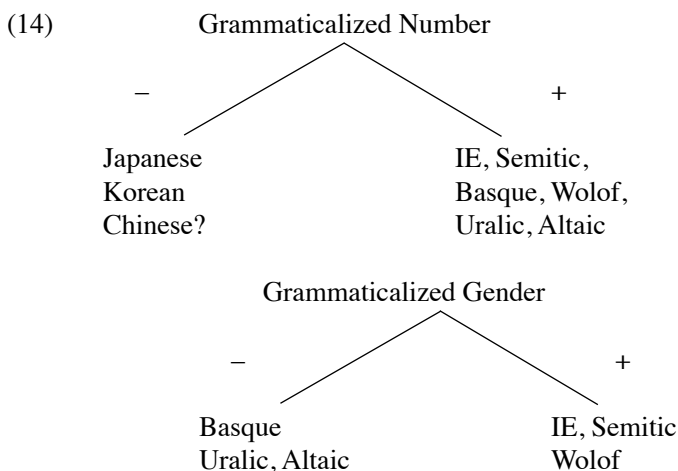 (14) Grammaticalized Number
– +
Japanese IE, Semitic,
Korean Basque, Wolof,
Chinese? Uralic, Altaic
Grammaticalized Gender
– +
Basque IE, Semitic
Uralic, Altaic Wolof